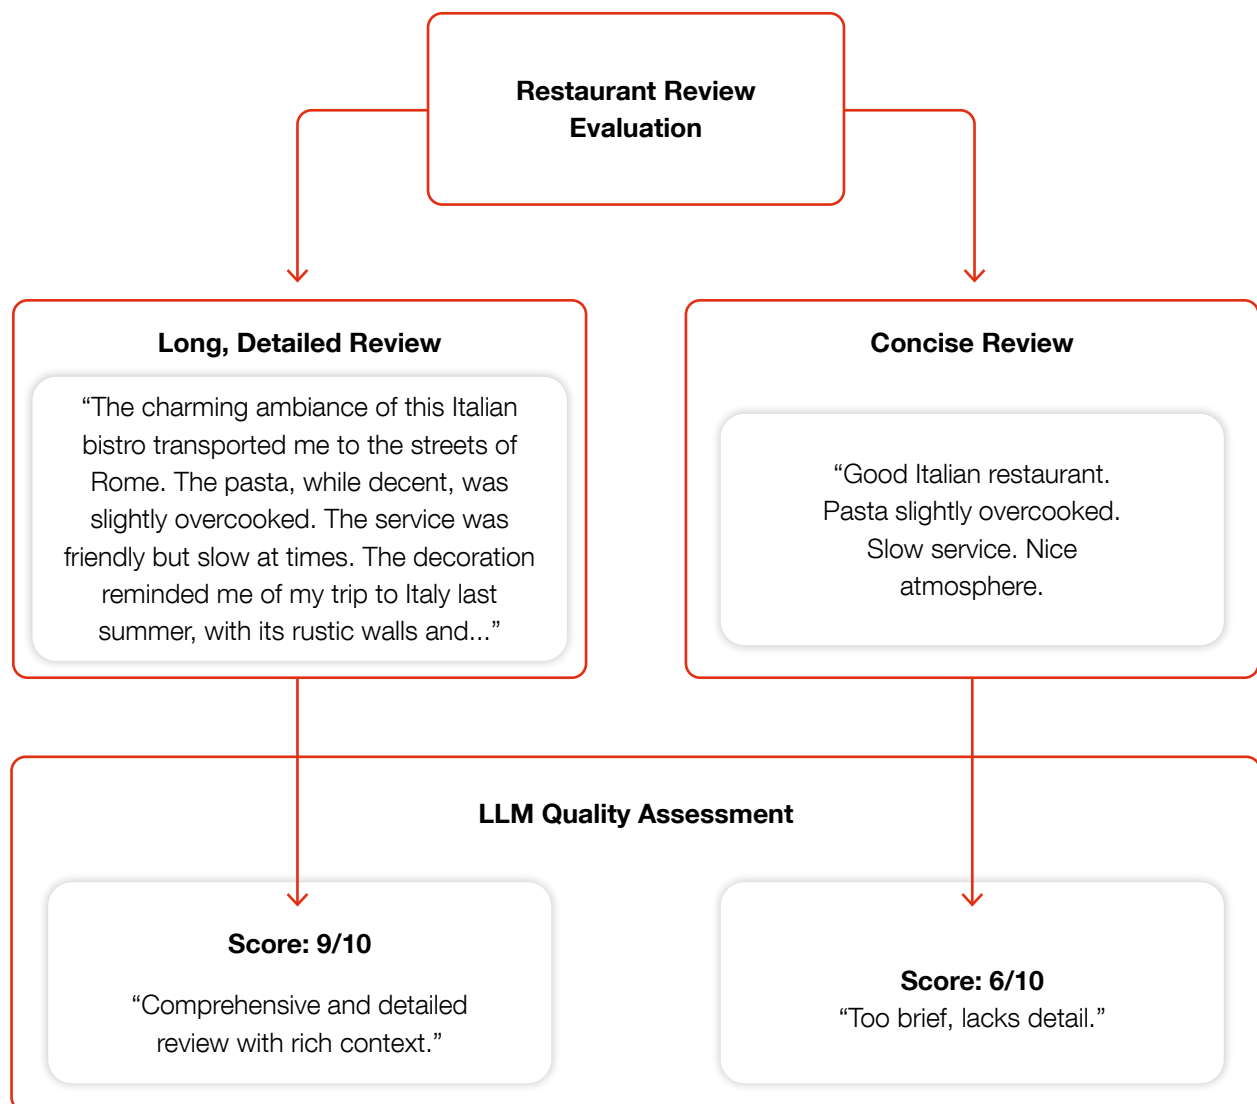 Restaurant Review
Evaluation
Long, Detailed Review
“The charming ambiance of this Italian
bistro transported me to the streets of
Rome. The pasta, while decent, was
slightly overcooked. The service was
friendly but slow at times. The decoration
reminded me of my trip to Italy last
summer, with its rustic walls and...”
Concise Review
“Good Italian restaurant.
Pasta slightly overcooked.
Slow service. Nice
atmosphere.
LLM Quality Assessment
Score: 9/10
“Comprehensive and detailed
review with rich context.”
Score: 6/10
“Too brief, lacks detail.”